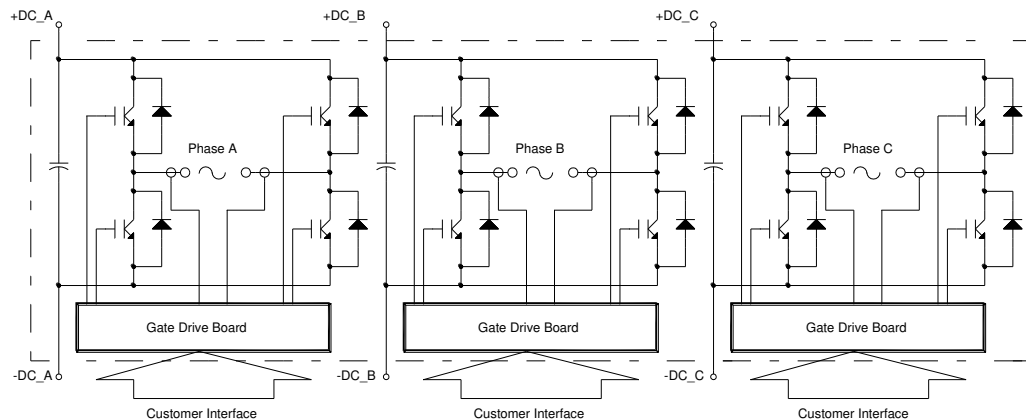 +DC_A
+DC_B
+DC_C
Phase A
Phase B
Phase C
Gate Drive Board
Gate Drive Board
Gate Drive Board
-DC_A
-DC_B
-DC_C
Customer Interface
Customer Interface
Customer Interface